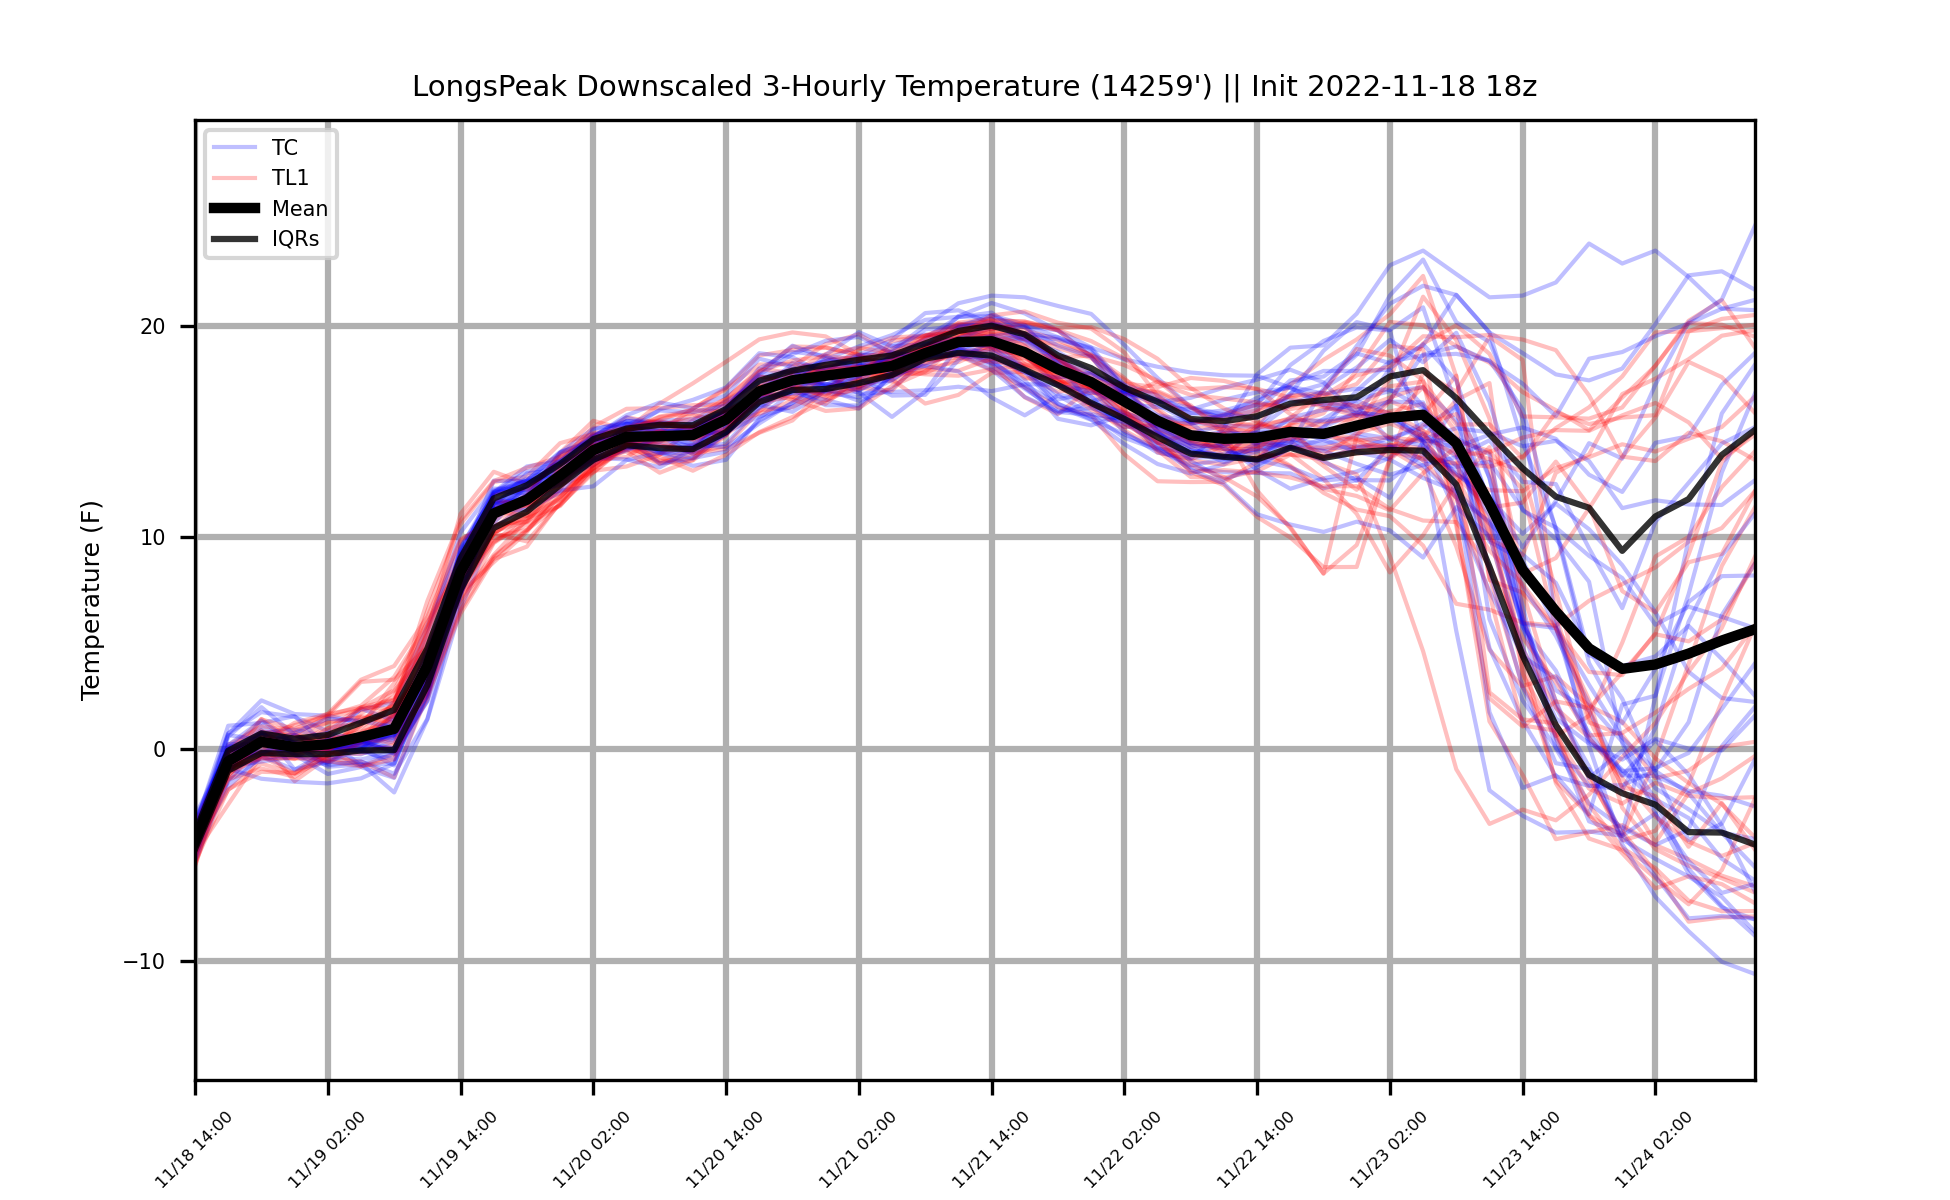 LongsPeak Downscaled 3-Hourly Temperature (14259') || Init 2022-11-18 18z
TC
TL1
Mean
IQRs
Temperature (F)
20
10
0
−10
11/18 14:00
11/19 02:00
11/19 14:00
11/20 02:00
11/20 14:00
11/21 02:00
11/21 14:00
11/22 02:00
11/22 14:00
11/23 02:00
11/23 14:00
11/24 02:00